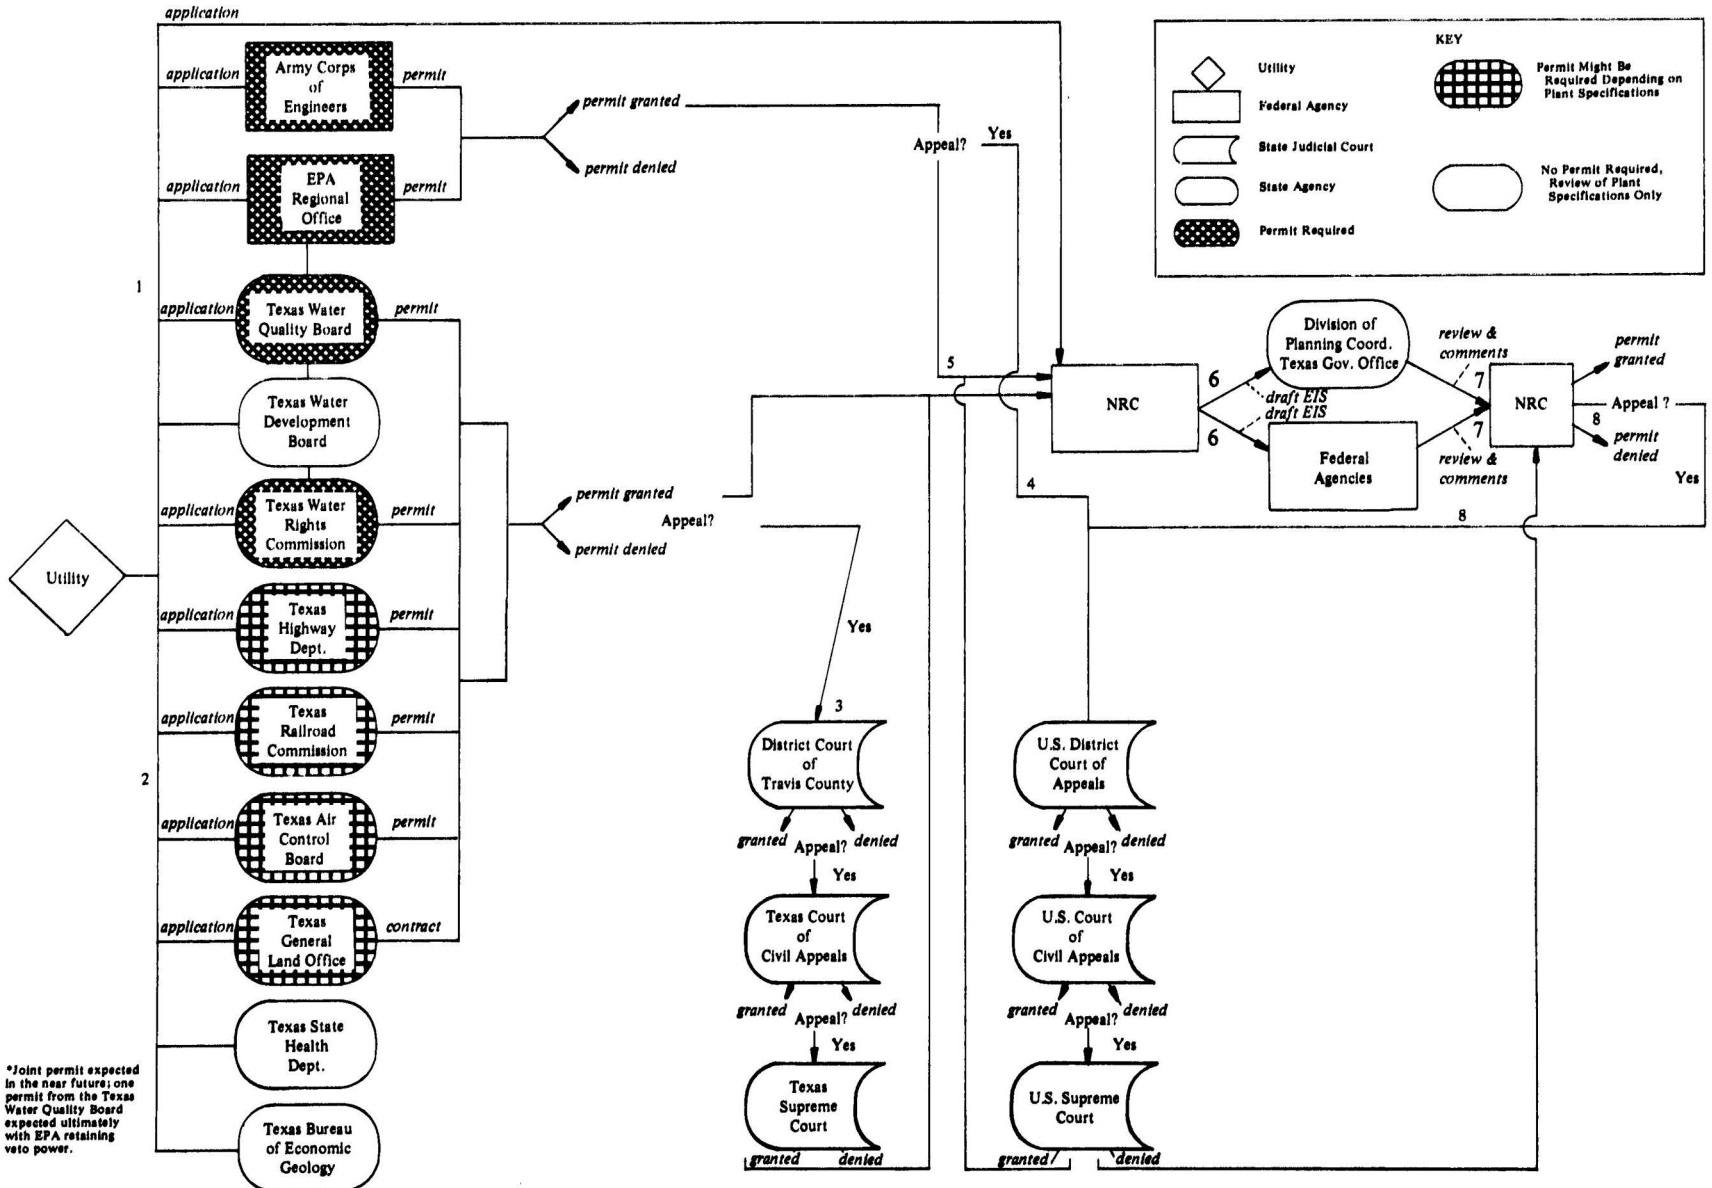 application
application
Army Corps
of
Engineers
permit
application
EPA
Regional
Office
permit
permit granted
permit denied
Appeal?
Yes
KEY
Utility
Federal Agency
State Judicial Court
State Agency
Permit Required
Permit Might Be
Required Depending on
Plant Specifications
No Permit Required,
Review of Plant
Specifications Only
1
application
Texas Water
Quality Board
permit
Texas Water
Development
Board
application
Texas Water
Rights
Commission
permit
Utility
application
Texas
Highway
Dept.
permit
application
Texas
Railroad
Commission
permit
2
application
Texas Air
Control
Board
permit
application
Texas
General
Land Office
contract
Texas State
Health
Dept.
Texas Bureau
of Economic
Geology
*Joint permit expected
in the near future; one
permit from the Texas
Water Quality Board
expected ultimately
with EPA retaining
veto power.
permit granted
permit denied
Appeal?
Yes
3
District Court
of
Travis County
granted
Appeal?
denied
Yes
Texas Court
of
Civil Appeals
granted
Appeal?
denied
Yes
Texas
Supreme
Court
granted
denied
4
U.S. District
Court of
Appeals
granted
Appeal?
denied
Yes
U.S. Court
of
Civil Appeals
granted
Appeal?
denied
Yes
U.S. Supreme
Court
granted
denied
5
NRC
6
draft EIS
draft EIS
6
Division of
Planning Coord.
Texas Gov. Office
Federal
Agencies
review &
comments
7
7
review &
comments
NRC
permit
granted
Appeal ?
8
permit
denied
Yes
8